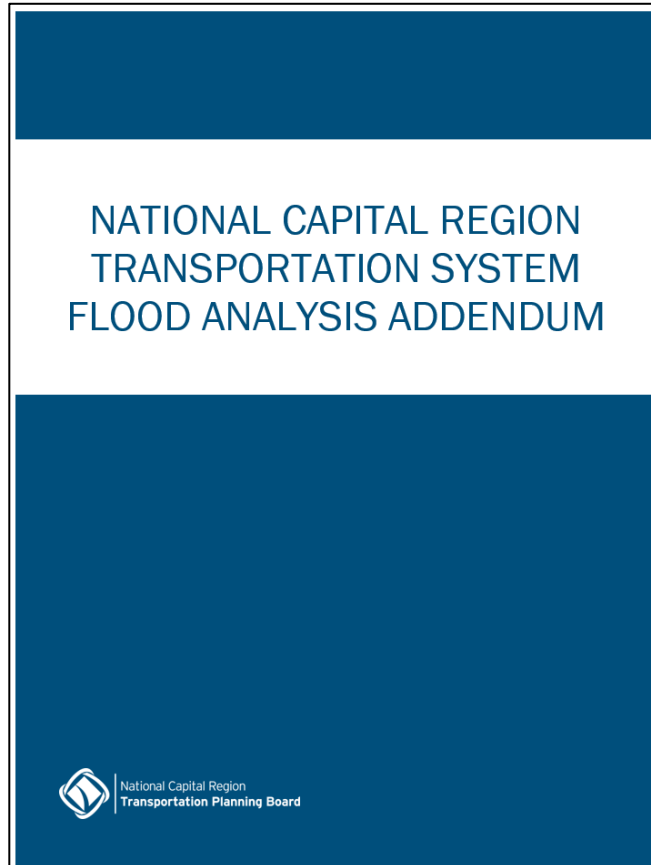 NATIONAL CAPITAL REGION
TRANSPORTATION SYSTEM
FLOOD ANALYSIS ADDENDUM
National Capital Region
Transportation Planning Board